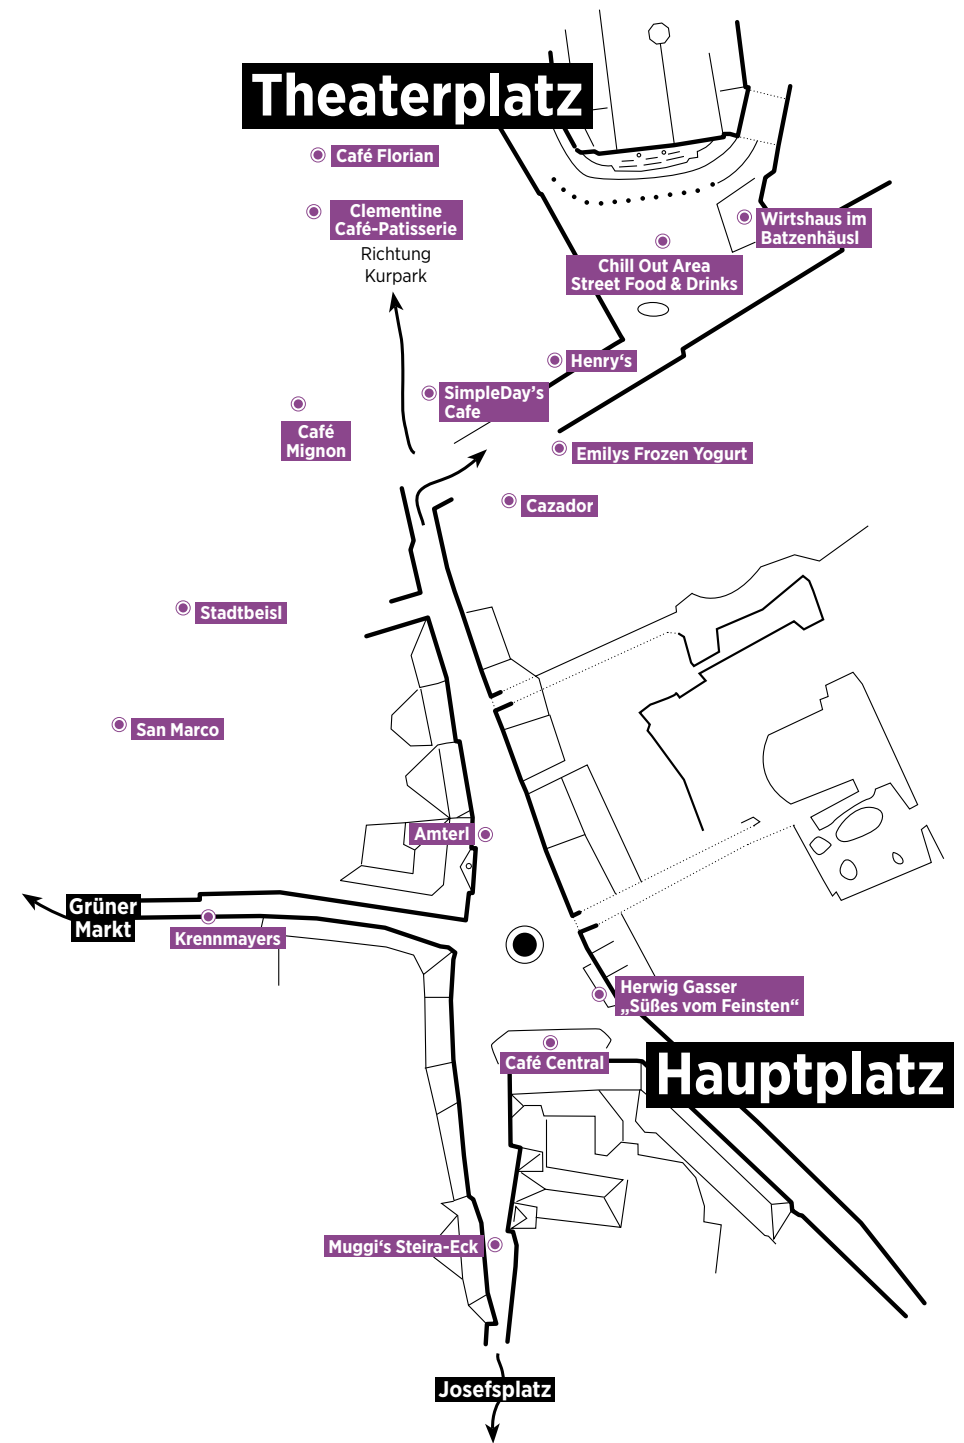 Theaterplatz
Café Florian
Clementine
Café-Patisserie
Richtung
Kurpark
Wirtshaus im
Batzenhäusl
Chill Out Area
Street Food & Drinks
Henry‘s
SimpleDay’s
Cafe
Café
Mignon
Emilys Frozen Yogurt
Cazador
Stadtbeisl
San Marco
Amterl
Grüner
Markt
Krennmayers
Herwig Gasser
„Süßes vom Feinsten“
Café Central
Hauptplatz
Muggi‘s Steira-Eck
Josefsplatz